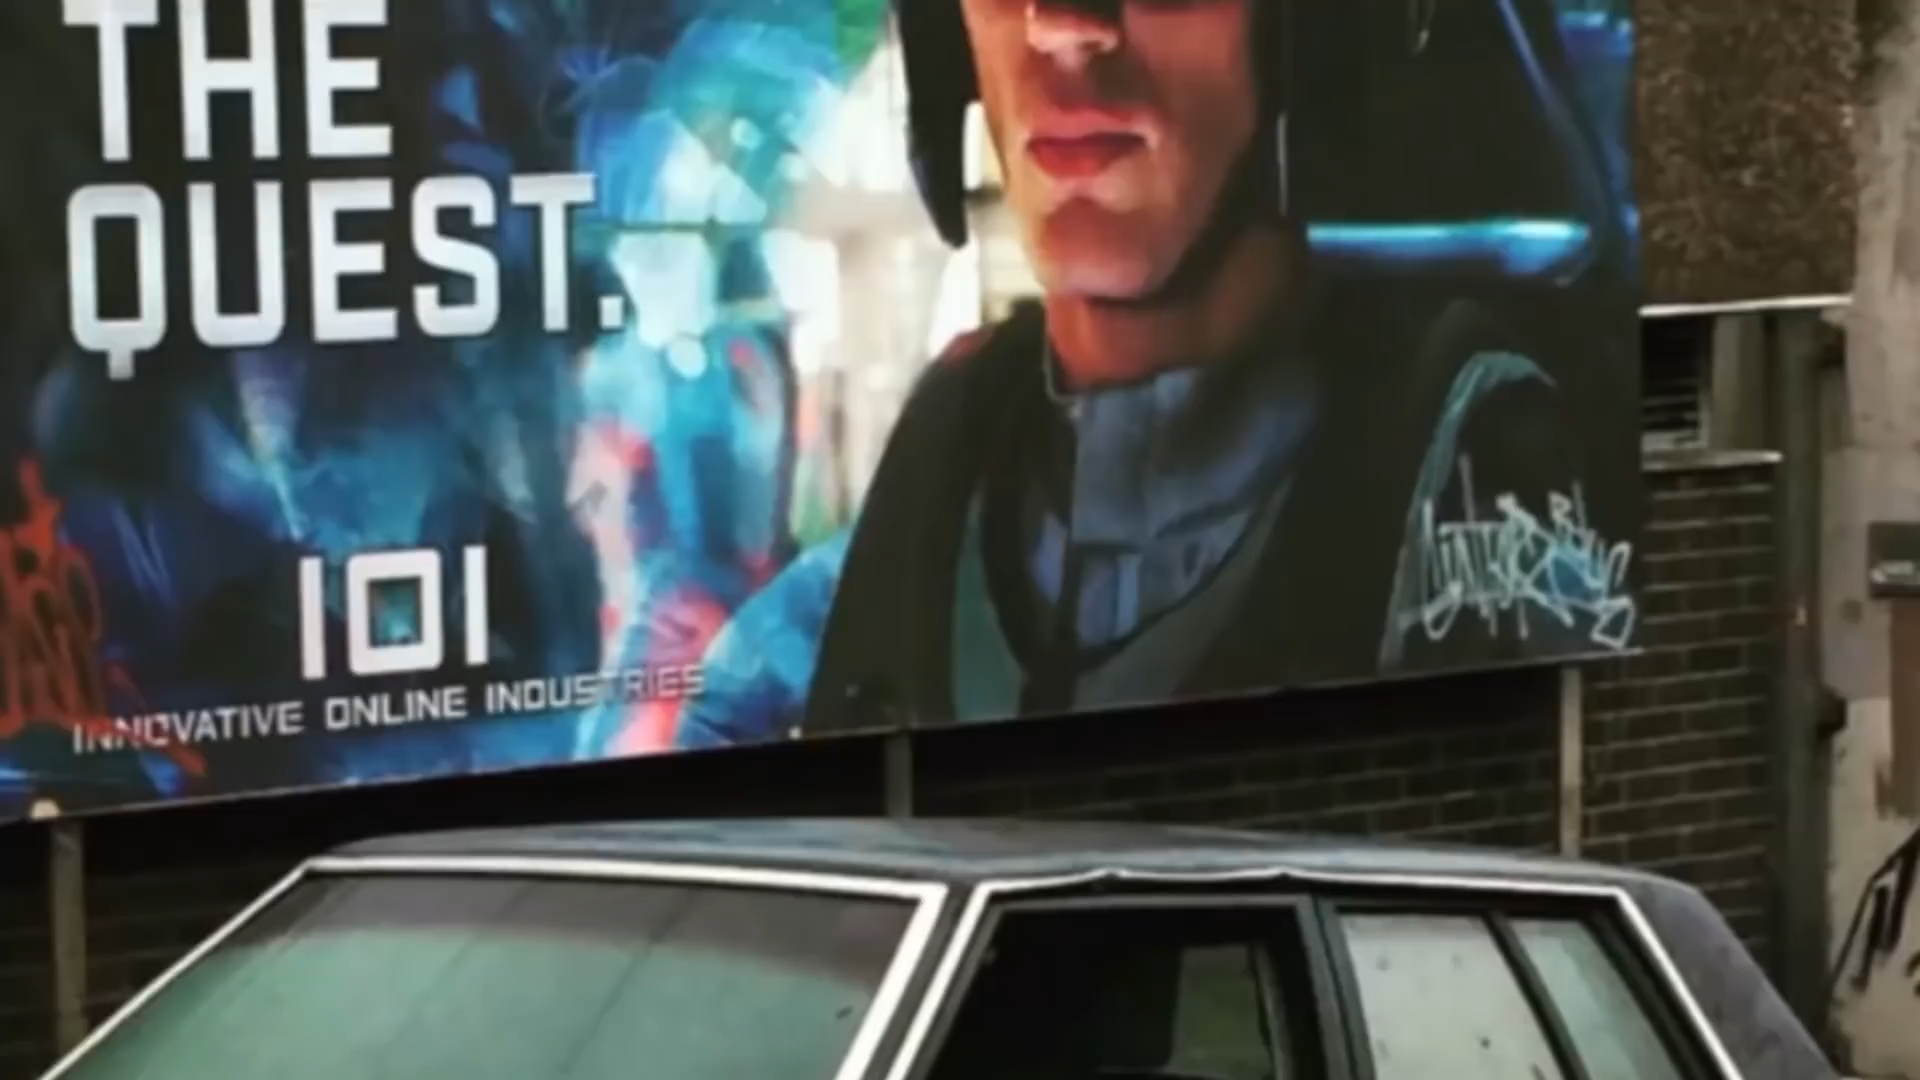 THE
QUEST.
IOI
INNOVATIVE ONLINE INDUSTRIES